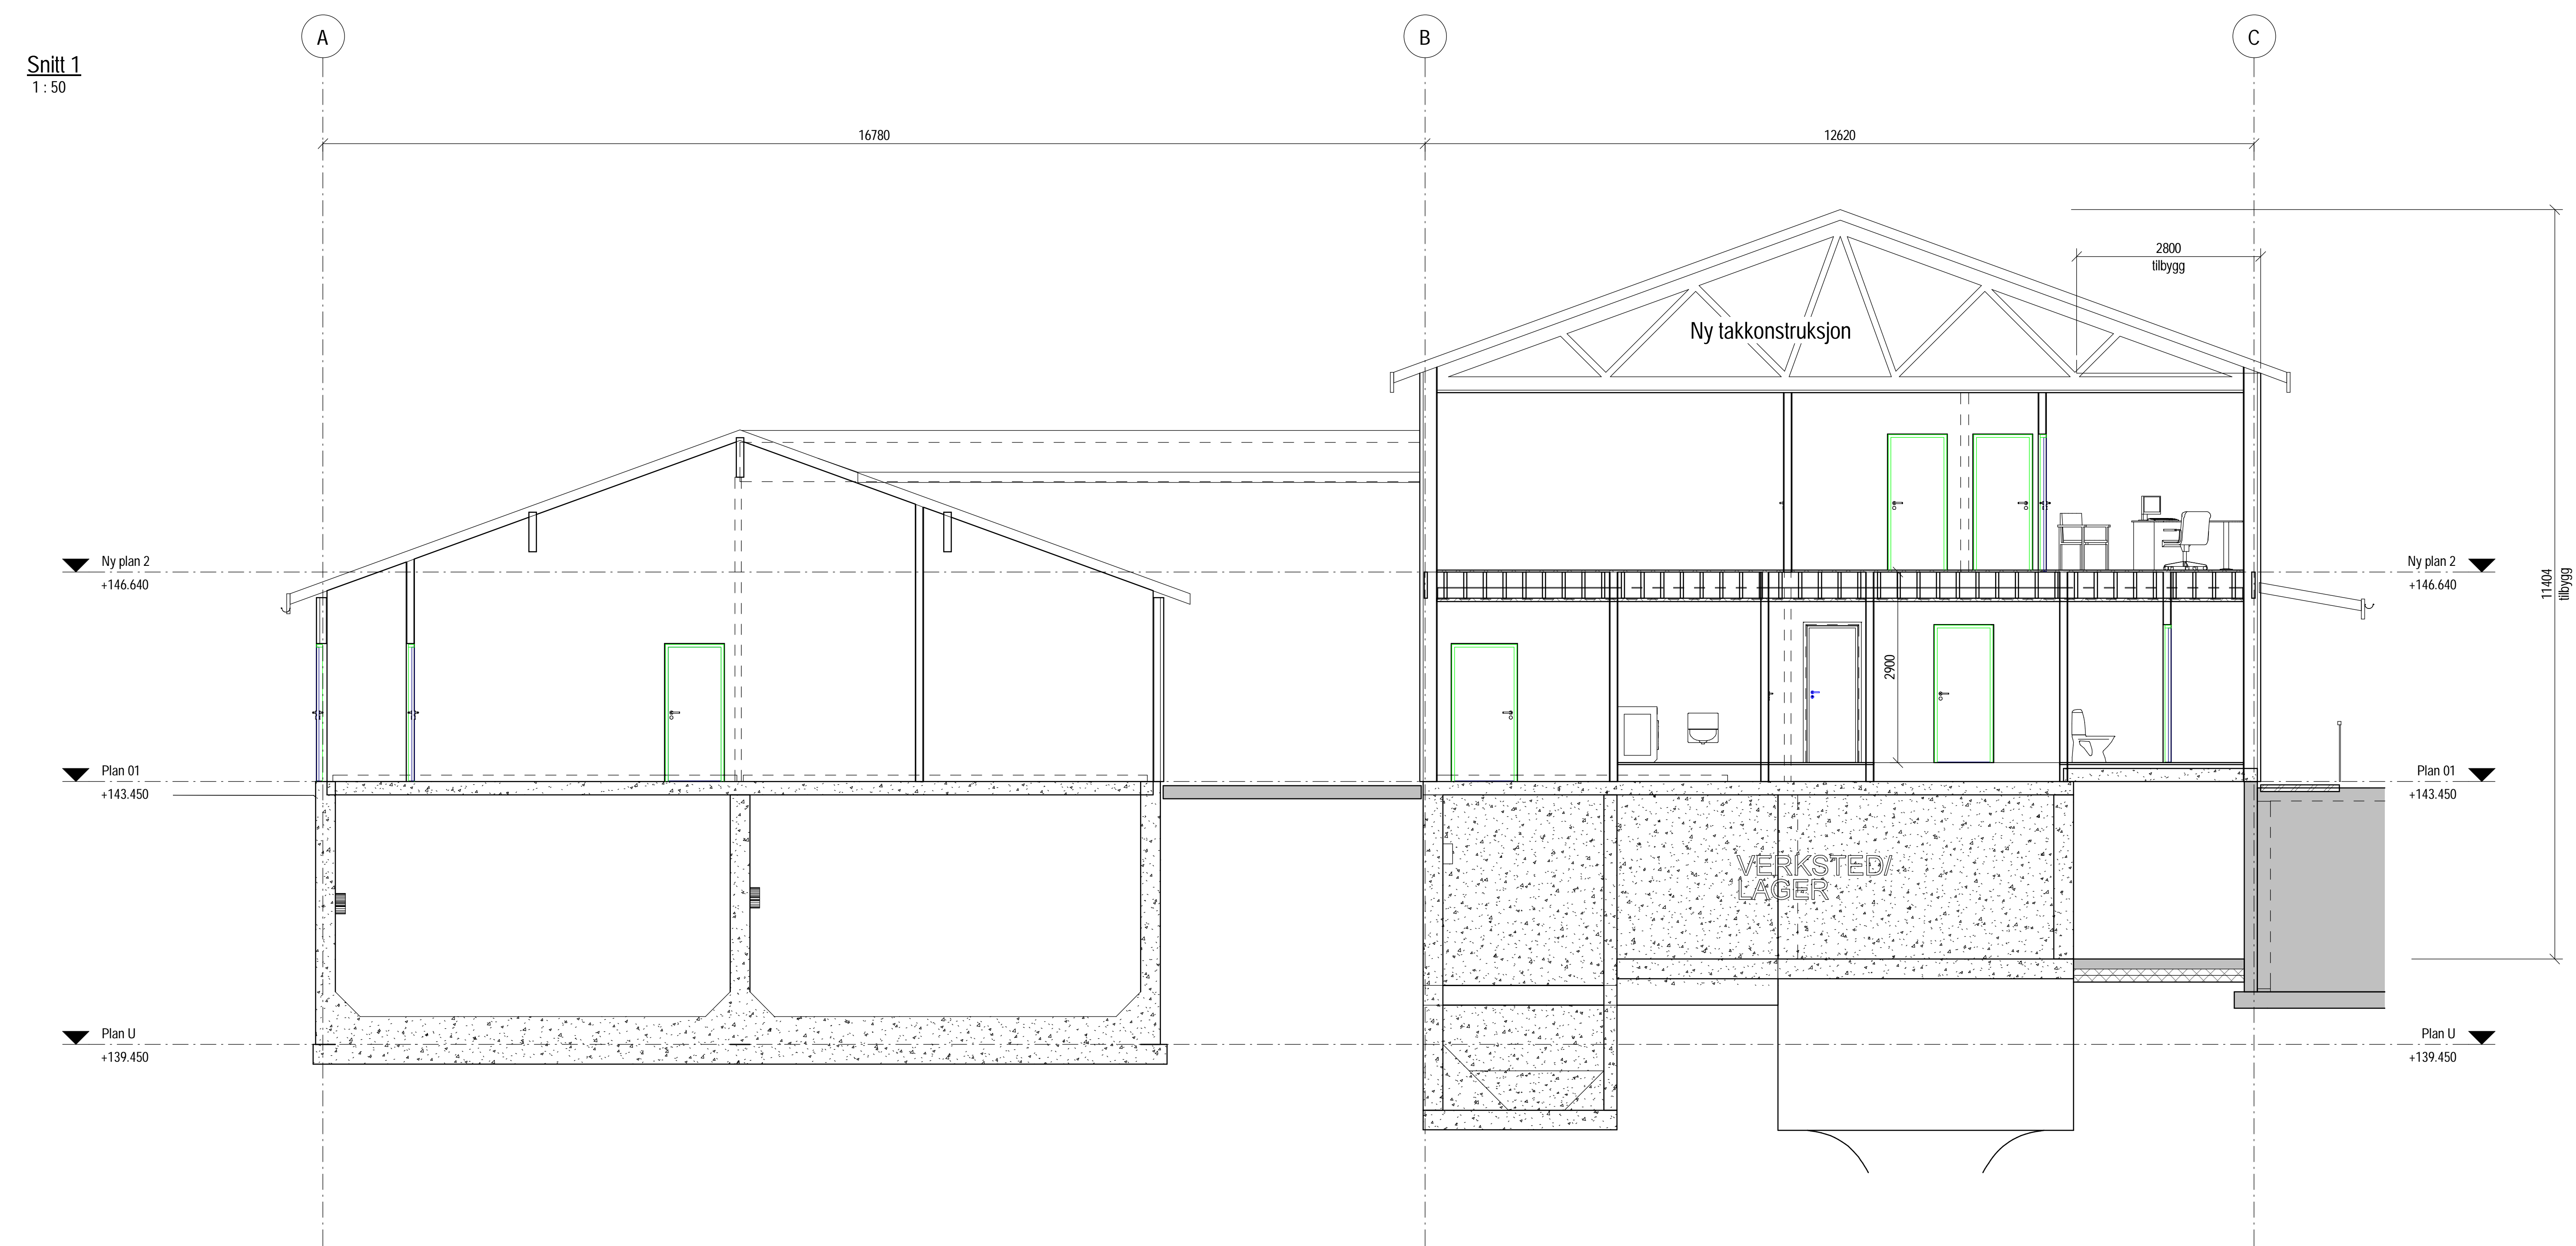 A
B
C
Snitt 1
1 : 50
16780
12620
2800
tilbygg
Ny takkonstruksjon
Ny plan 2
+146.640
Ny plan 2
+146.640
11404
tilbygg
2900
Plan 01
+143.450
Plan 01
+143.450
VERKSTED/
LAGER
Plan U
+139.450
Plan U
+139.450